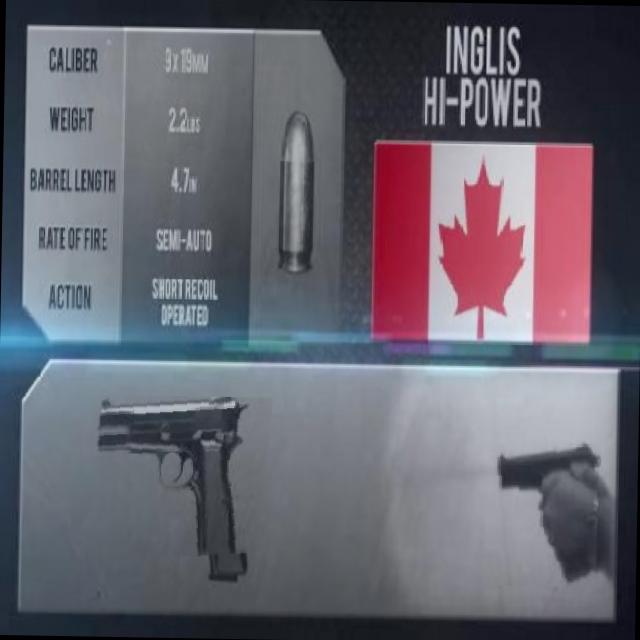 INGLIS
HI-POWER
CALIBER 9x19MM
WEIGHT 2.2LBS
BARREL LENGTH 4.7IN
RATE OF FIRE SEMI-AUTO
ACTION SHORT RECOIL
OPERATED